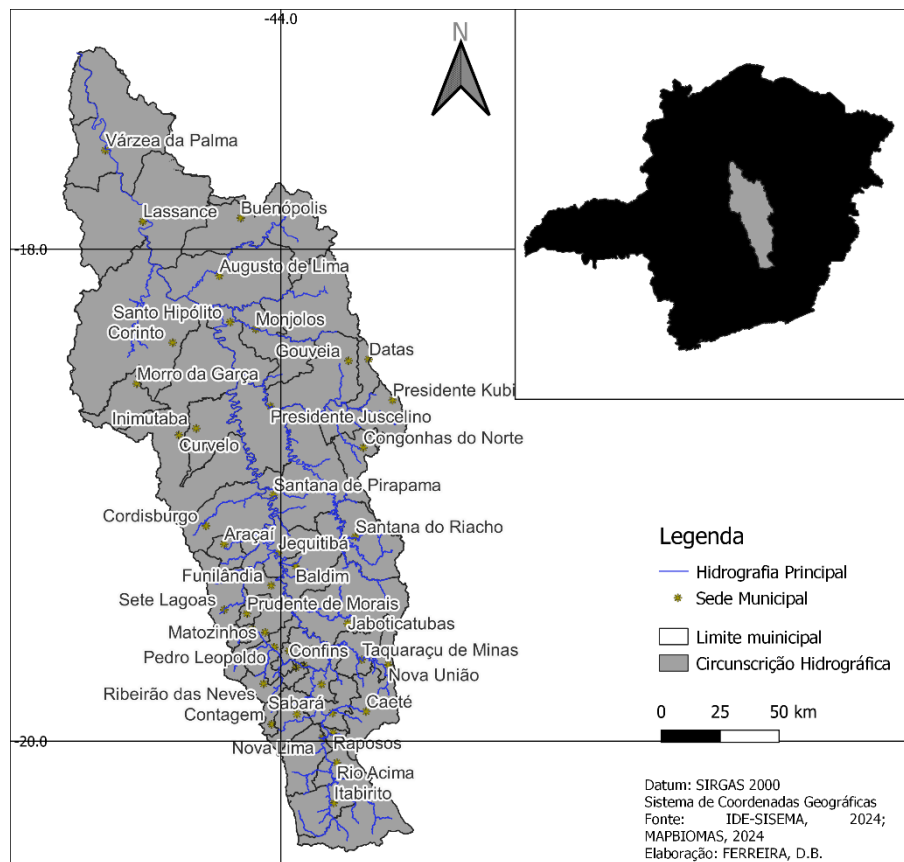 -44.0
N
Várzea da Palma
Lassance
Buenópolis
-18.0
Augusto de Lima
Santo Hipólito
Monjolos
Corinto
Gouveia
Datas
Morro da Garça
Presidente Kubi
Inimutaba
Presidente Juscelino
Curvelo
Congonhas do Norte
Santana de Pirapama
Cordisburgo
Santana do Riacho
Araçaí
Jequitibá
Funilândia
Baldim
Sete Lagoas
Prudente de Morais
Jaboticatubas
Matozinhos
Confins
Taquaraçu de Minas
Pedro Leopoldo
Nova União
Ribeirão das Neves
Sabará
Caeté
Contagem
-20.0
Nova Lima
Raposos
Rio Acima
Itabirito
Legenda
Hidrografia Principal
Sede Municipal
Limite muinicipal
Circunscrição Hidrográfica
0 25 50 km
Datum: SIRGAS 2000
Sistema de Coordenadas Geográficas
Fonte: IDE-SISEMA, 2024;
MAPBIOMAS, 2024
Elaboração: FERREIRA, D.B.